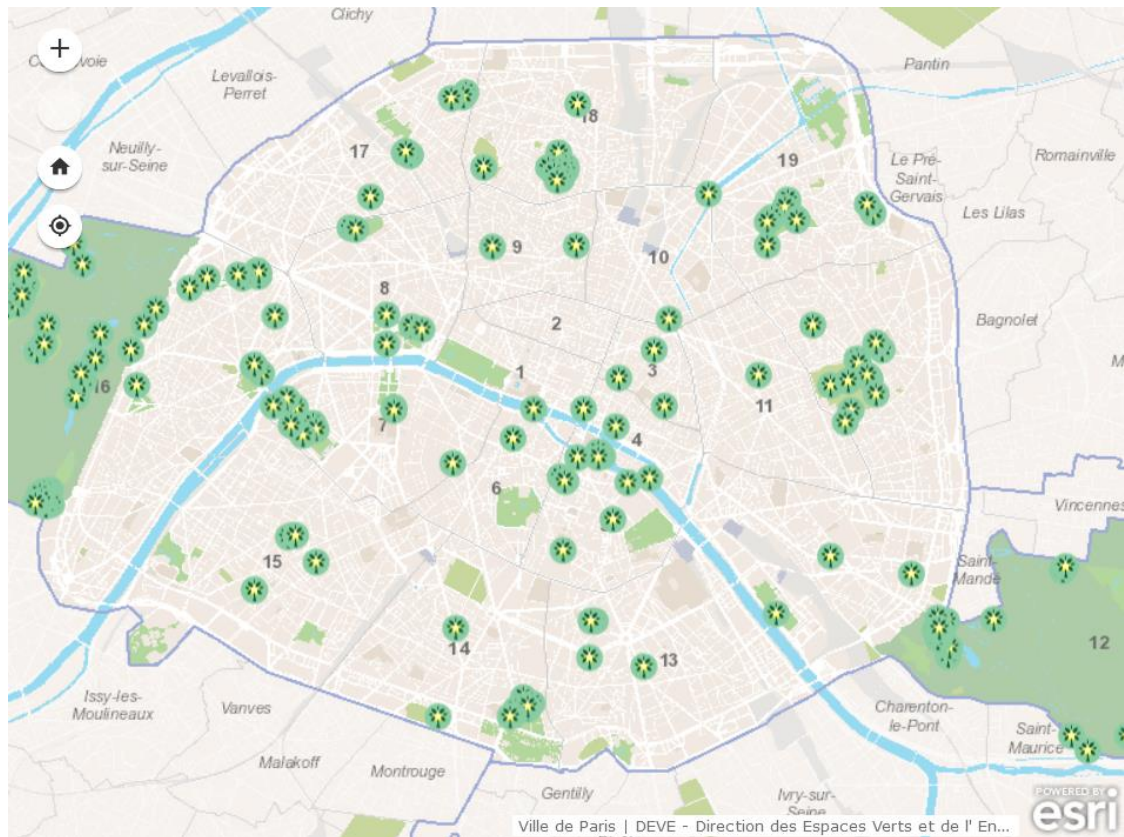 Clichy
+
Levallois-
Perret
Pantin
Neuilly-
sur-Seine
17
18
19
Le Pré-
Saint-
Gervais
Romainville
Les Lilas
9
10
8
2
Bagnolet
16
1
3
7
11
4
6
Vincennes
15
Saint-
Mandé
14
13
12
Issy-les-
Moulineaux
Vanves
Charenton-
le-Pont
Saint-
Maurice
Malakoff
Montrouge
Gentilly
Ivry-sur-
Seine
POWERED BY
esri
Ville de Paris | DEVE - Direction des Espaces Verts et de l' En...